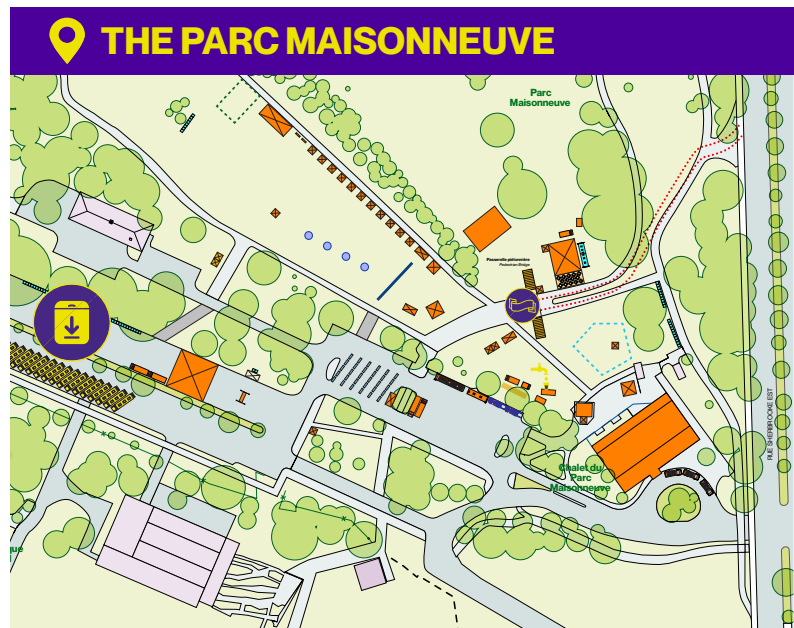 THE PARC MAISONNEUVE
Parc
Maisonneuve
Passerelle piétonnière
Pedestrian Bridge
RUE SHERBROOKE EST
Chalet du
Parc
Maisonneuve